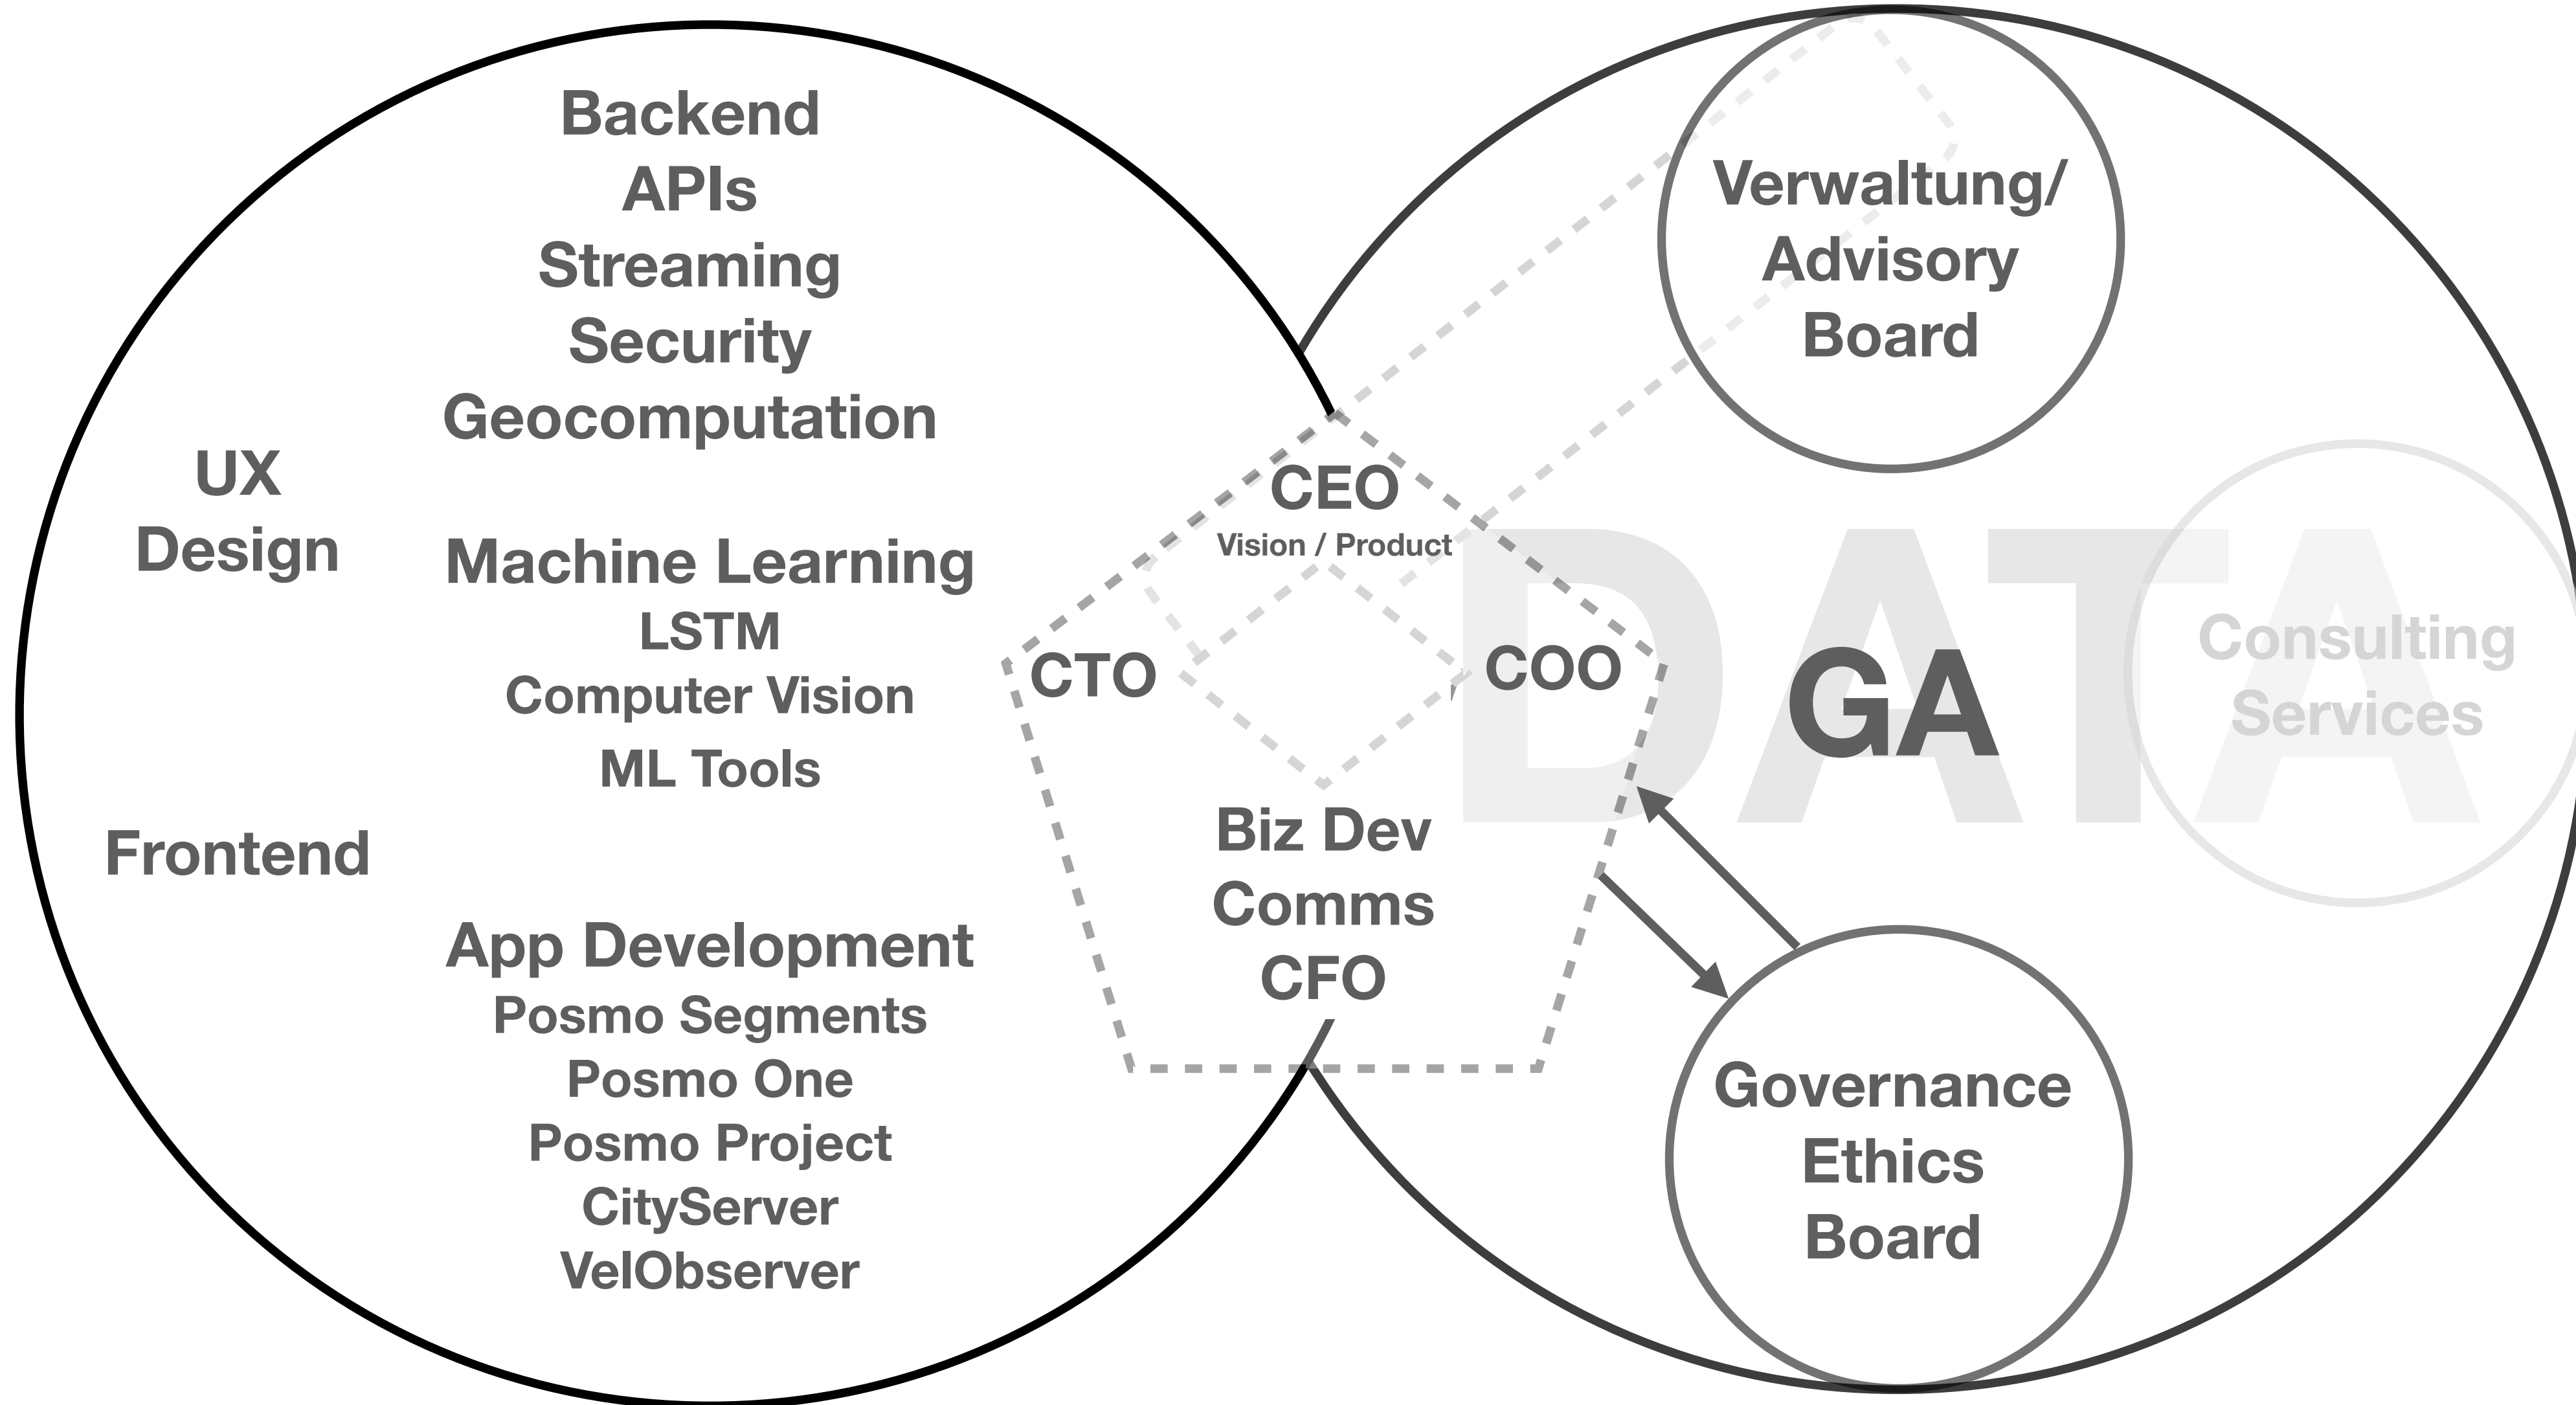 Backend
APIs
Streaming
Security
Geocomputation
UX
Design
Machine Learning
LSTM
Computer Vision
ML Tools
Frontend
App Development
Posmo Segments
Posmo One
Posmo Project
CityServer
VelObserver
CEO
Vision / Product
CTO
COO
Biz Dev
Comms
CFO
Verwaltung/
Advisory
Board
DATA
GA
Consulting
Services
Governance
Ethics
Board